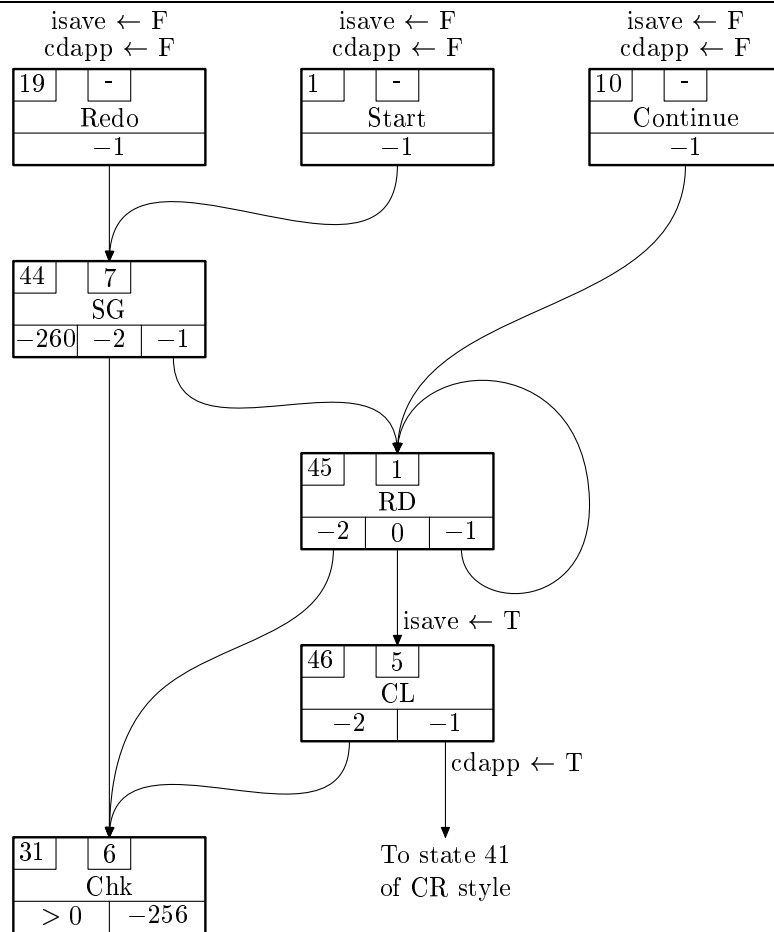 isave ← F isave ← F isave ← F
cdapp ← F cdapp ← F cdapp ← F
19 - 1 - 10 -
Redo Start Continue
−1 −1 −1
44 7
SG
−260 −2 −1
45 1
RD
−2 0 −1
isave ← T
46 5
CL
−2 −1
cdapp ← T
31 6
Chk
> 0 −256
To state 41
of CR style